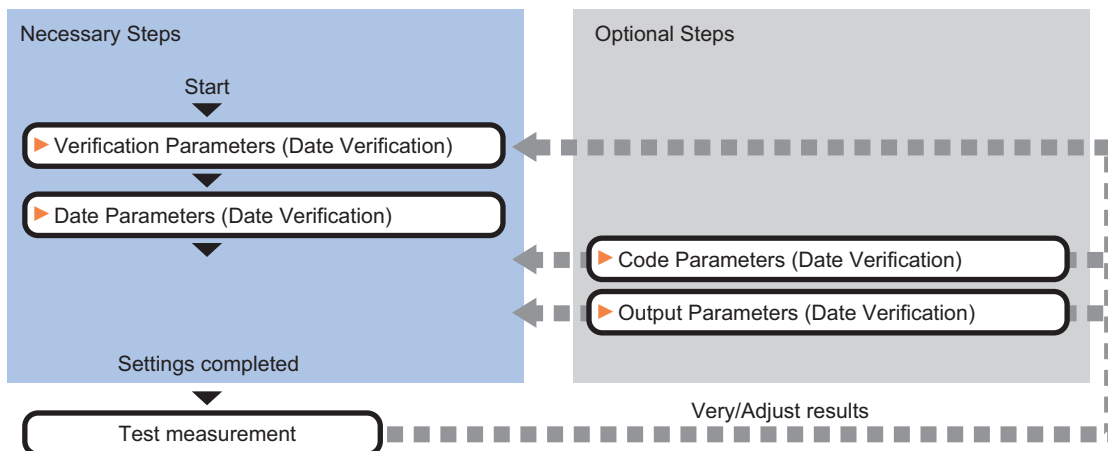 Necessary Steps
Optional Steps
Start
Verification Parameters (Date Verification)
Date Parameters (Date Verification)
Code Parameters (Date Verification)
Output Parameters (Date Verification)
Settings completed
Very/Adjust results
Test measurement